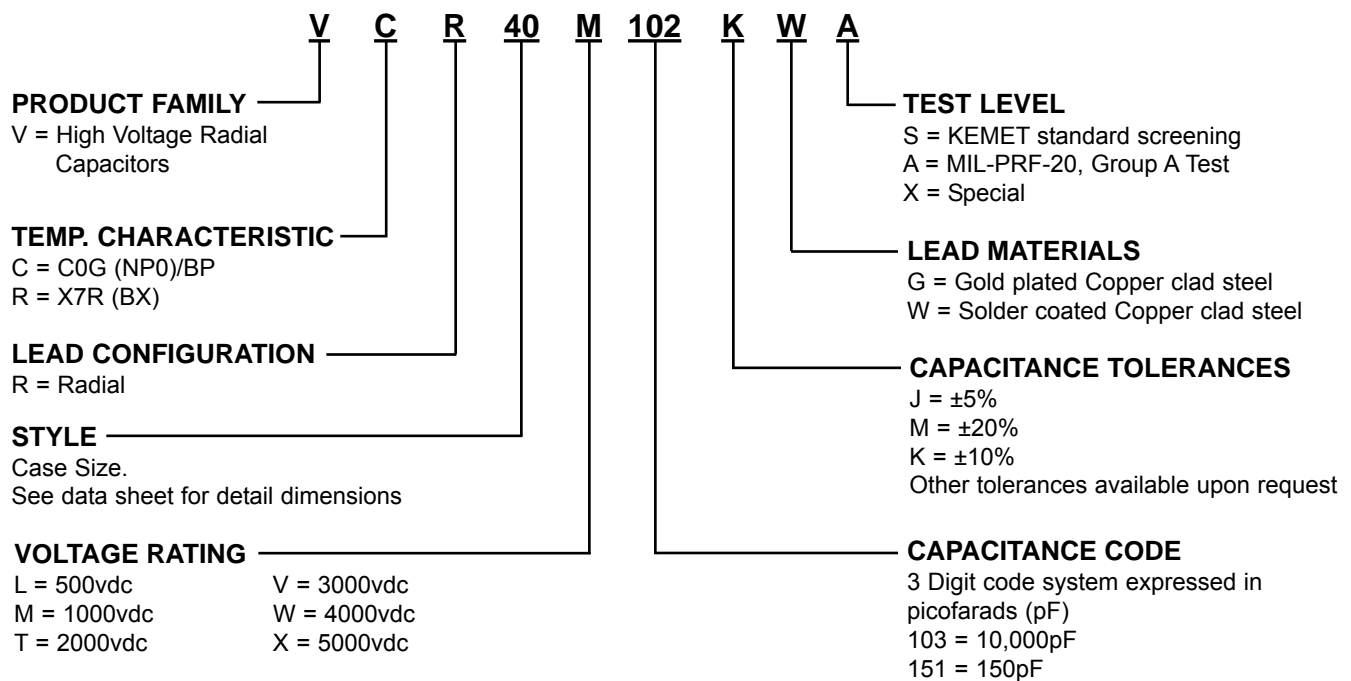 V C R 40 M 102 K W A
PRODUCT FAMILY
V = High Voltage Radial
Capacitors
TEMP. CHARACTERISTIC
C = C0G (NP0)/BP
R = X7R (BX)
LEAD CONFIGURATION
R = Radial
STYLE
Case Size.
See data sheet for detail dimensions
VOLTAGE RATING
L = 500vdc V = 3000vdc
M = 1000vdc W = 4000vdc
T = 2000vdc X = 5000vdc
TEST LEVEL
S = KEMET standard screening
A = MIL-PRF-20, Group A Test
X = Special
LEAD MATERIALS
G = Gold plated Copper clad steel
W = Solder coated Copper clad steel
CAPACITANCE TOLERANCES
J = ±5%
M = ±20%
K = ±10%
Other tolerances available upon request
CAPACITANCE CODE
3 Digit code system expressed in
picofarads (pF)
103 = 10,000pF
151 = 150pF